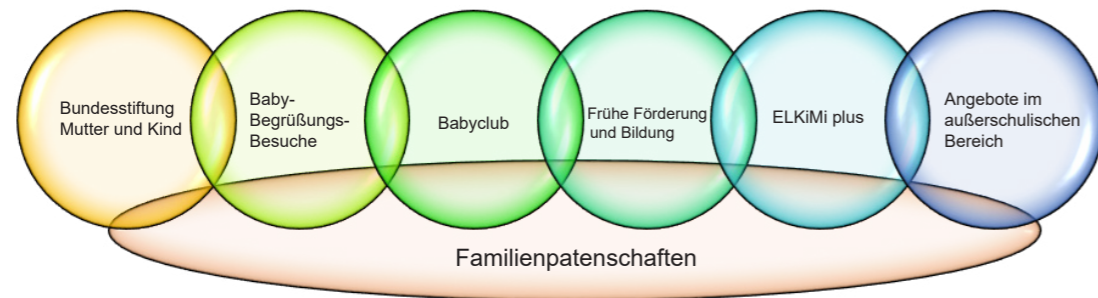 Bundesstiftung
Mutter und Kind
Baby-
Begrüßungs-
Besuche
Babyclub
Frühe Förderung
und Bildung
ELKiMi plus
Angebote im
außerschulischen
Bereich
Familienpatenschaften